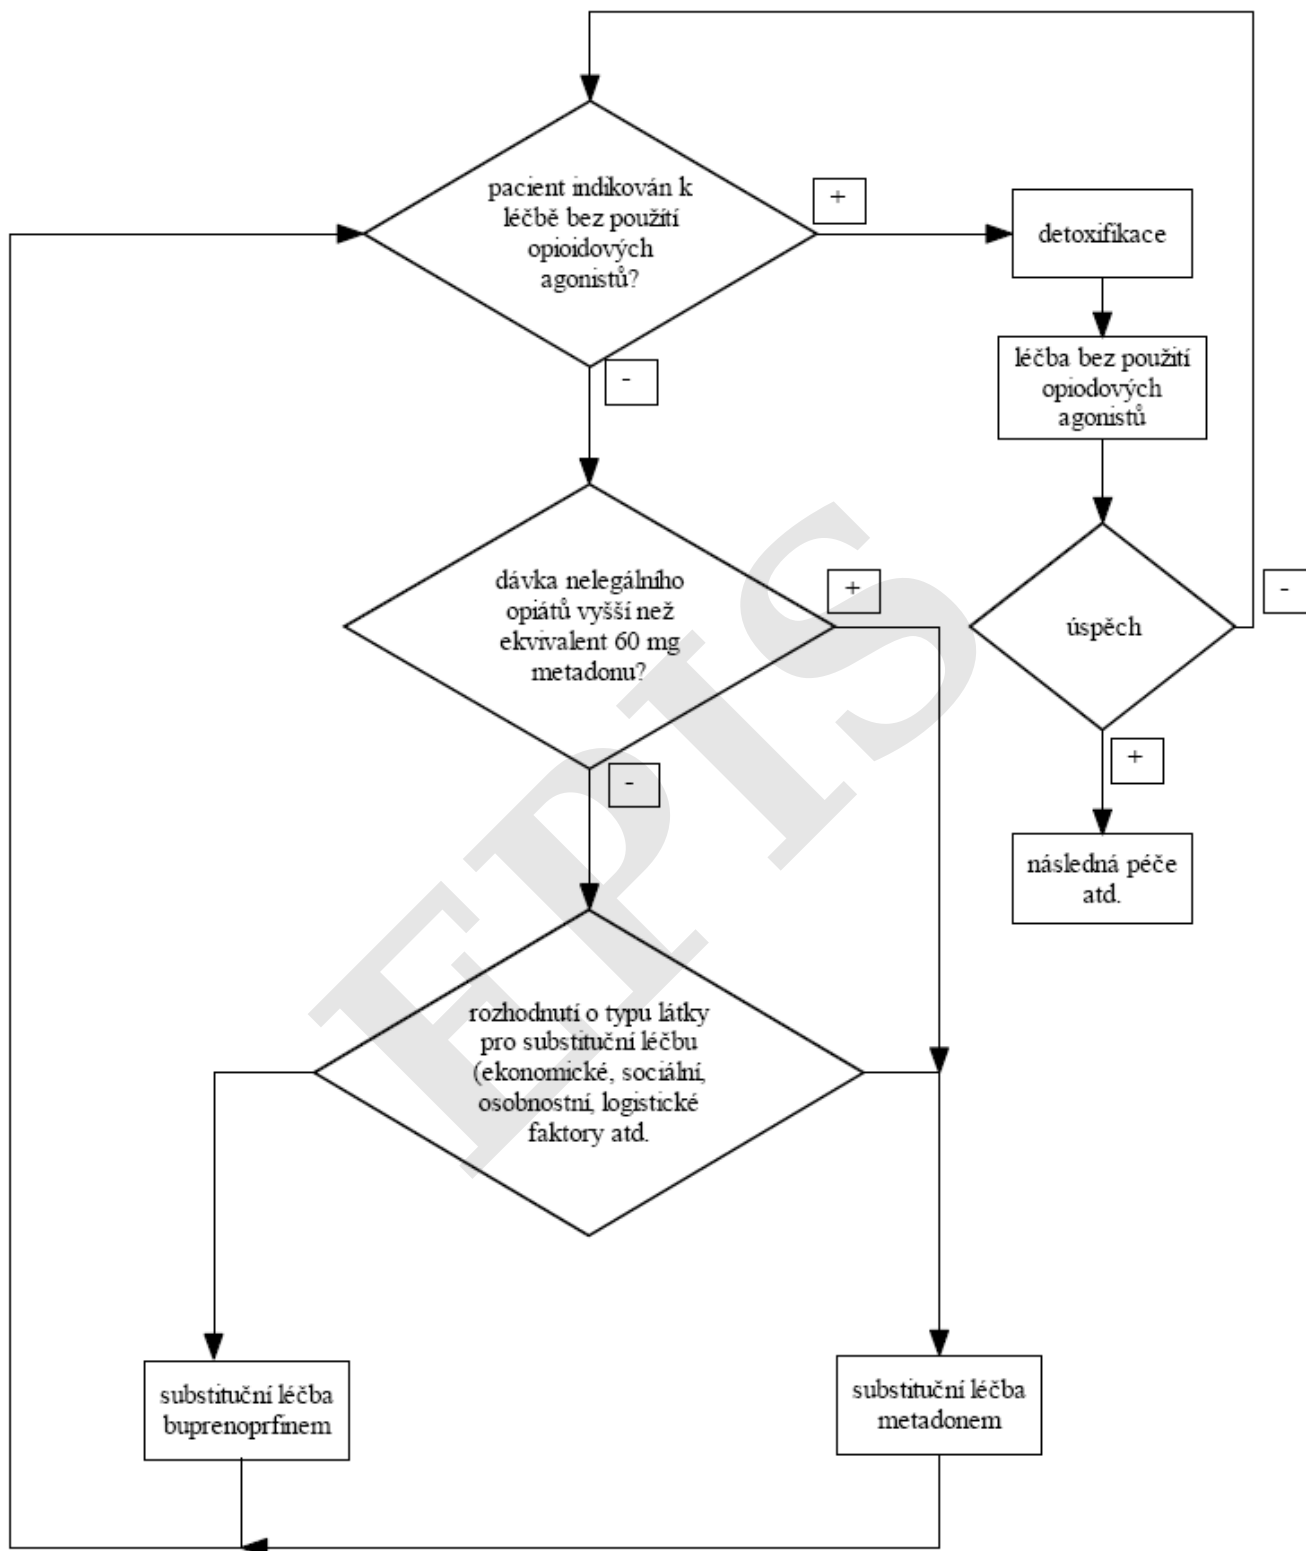 pacient indikován k
léčbě bez použítí
opioidových
agonistů?
+
detoxifikace
-
léčba bez použití
opiodových
agonistů
dávka nelegálního
opiátů vyšší než
ekvivalent 60 mg
metadonu?
+
úspěch
-
-
+
následná péče
atd.
rozhodnutí o typu látky
pro substituční léčbu
(ekonomické, sociální,
osobnostní, logistické
faktory atd.
substituční léčba
buprenoprfinem
substituční léčba
metadonem
EPIS